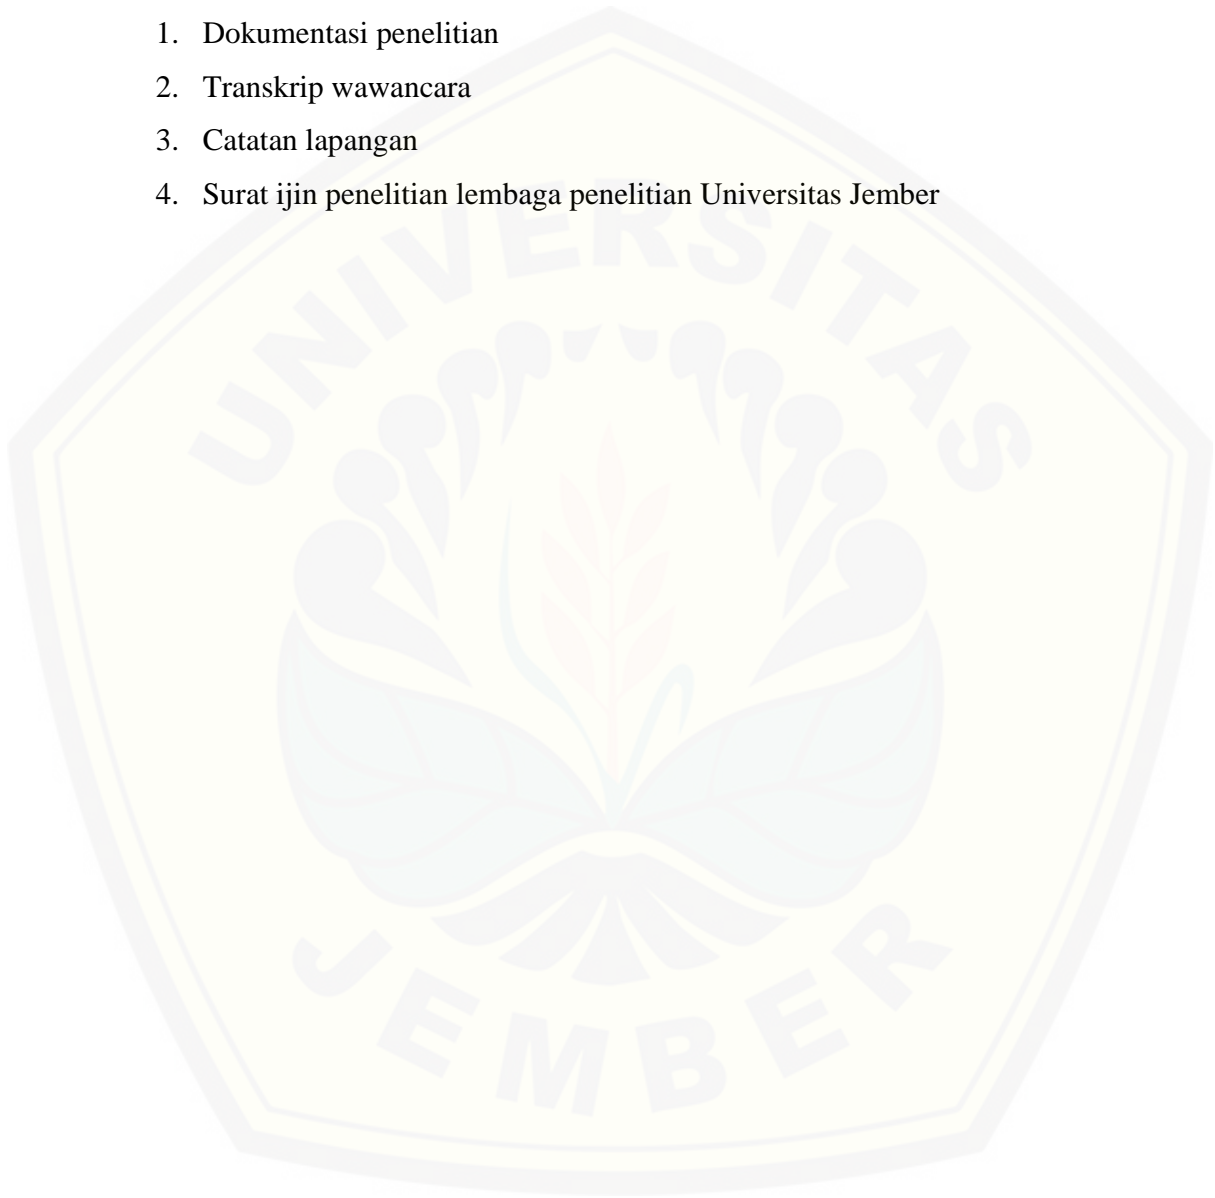 1. Dokumentasi penelitian
2. Transkrip wawancara
3. Catatan lapangan
4. Surat ijin penelitian lembaga penelitian Universitas Jember
UNIVERSITAS
JEMBER